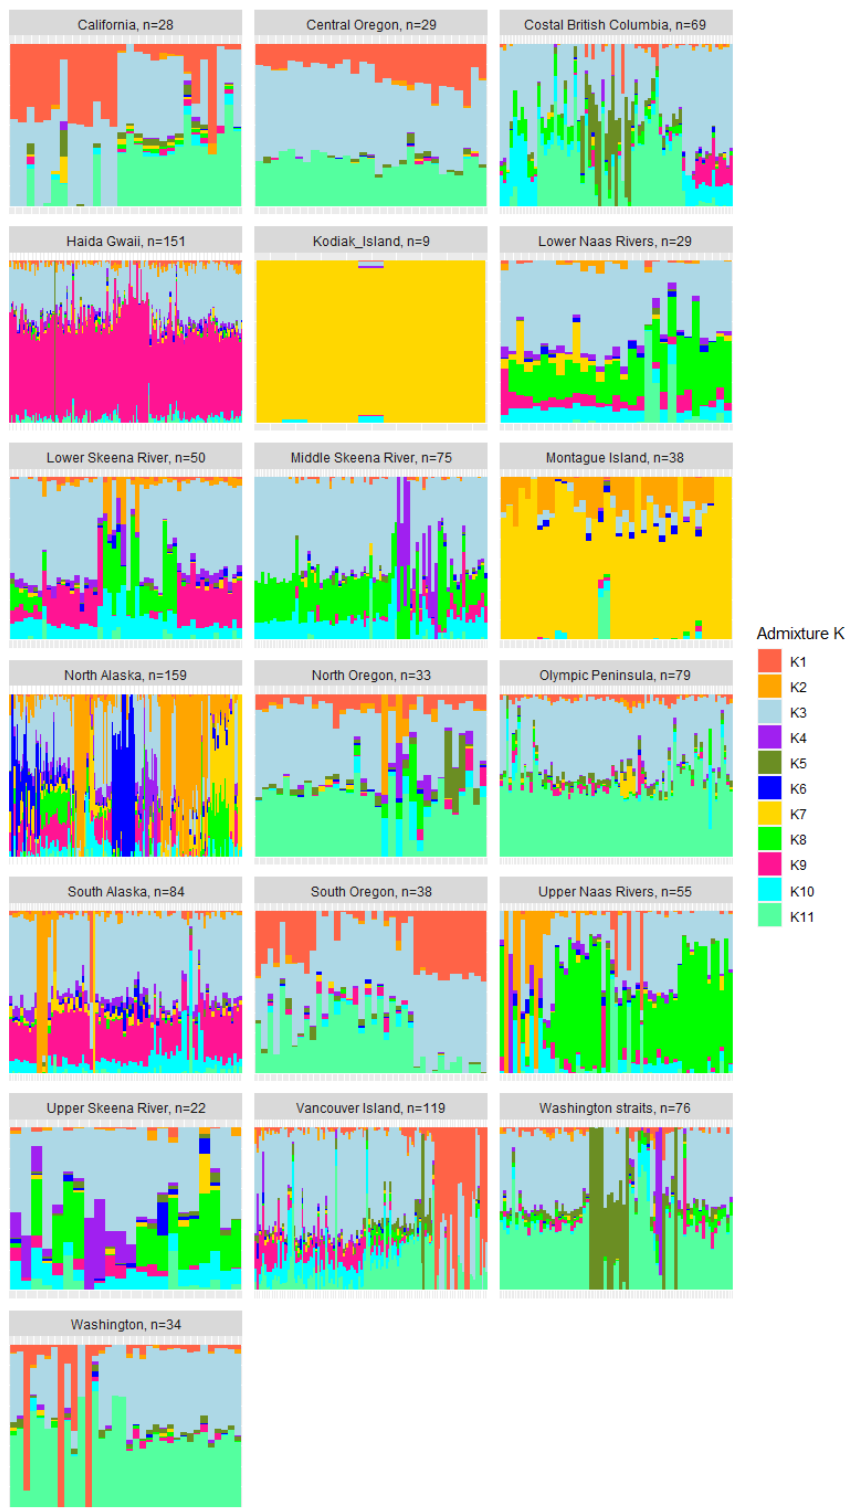 California, n=28
Central Oregon, n=29
Costal British Columbia, n=69
Haida Gwaii, n=151
Kodiak_Island, n=9
Lower Naas Rivers, n=29
Lower Skeena River, n=50
Middle Skeena River, n=75
Montague Island, n=38
North Alaska, n=159
North Oregon, n=33
Olympic Peninsula, n=79
South Alaska, n=84
South Oregon, n=38
Upper Naas Rivers, n=55
Upper Skeena River, n=22
Vancouver Island, n=119
Washington straits, n=76
Washington, n=34
Admixture K
K1
K2
K3
K4
K5
K6
K7
K8
K9
K10
K11